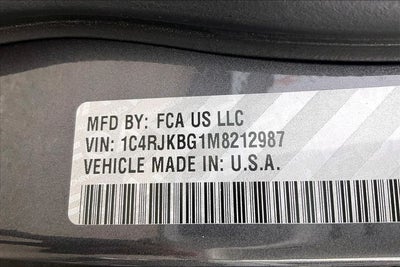 MFD BY: FCA US LLC
VIN: 1C4RJKBG1M8212987
VEHICLE MADE IN: U.S.A.